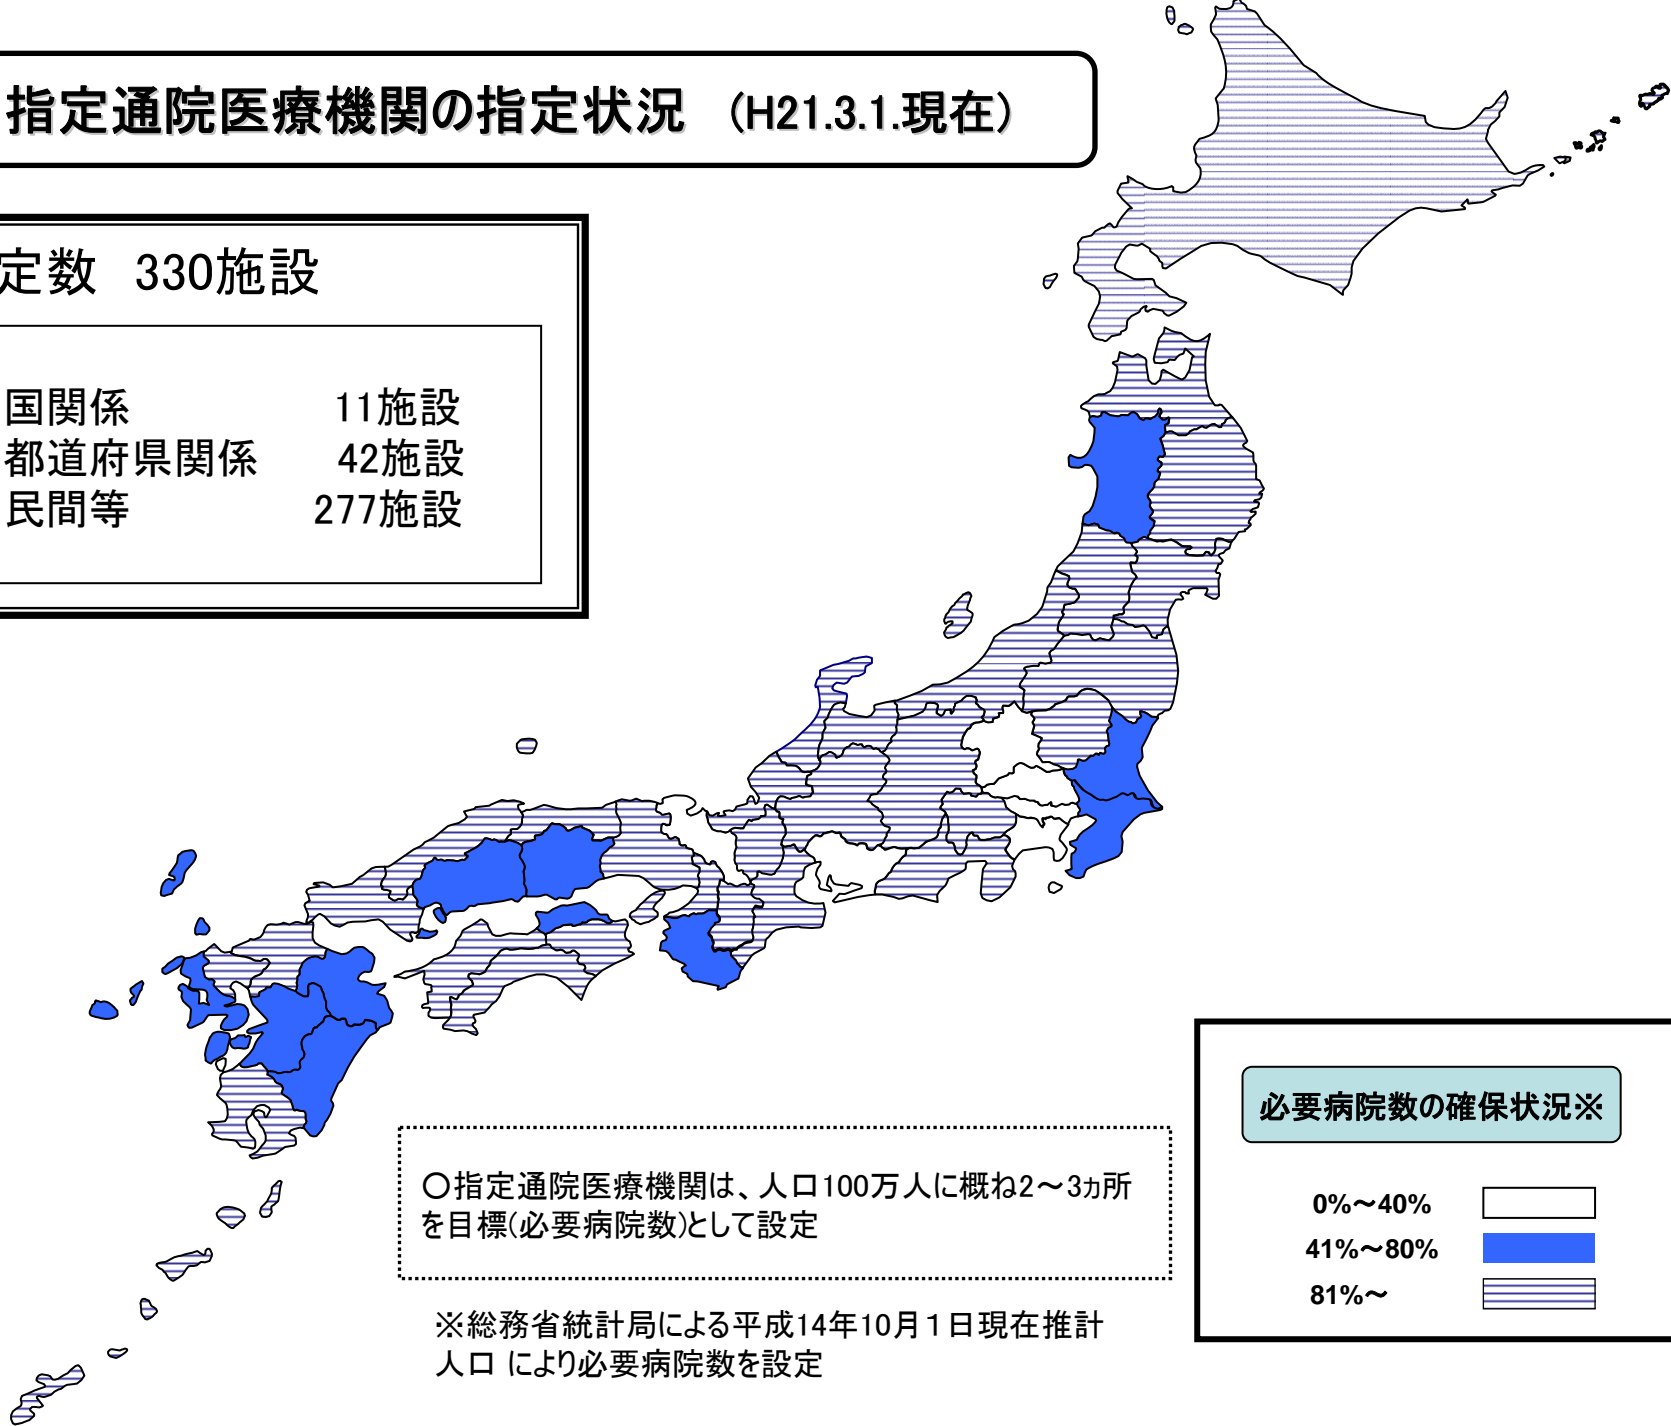 指定通院医療機関の指定状況 （H21.3.1.現在）
定数 330施設
国関係 11施設
都道府県関係 42施設
民間等 277施設
〇指定通院医療機関は、人口100万人に概ね2～3ヵ所
を目標(必要病院数)として設定
※総務省統計局による平成14年10月１日現在推計
人口 により必要病院数を設定
必要病院数の確保状況※
0%～40%
41%～80%
81%～